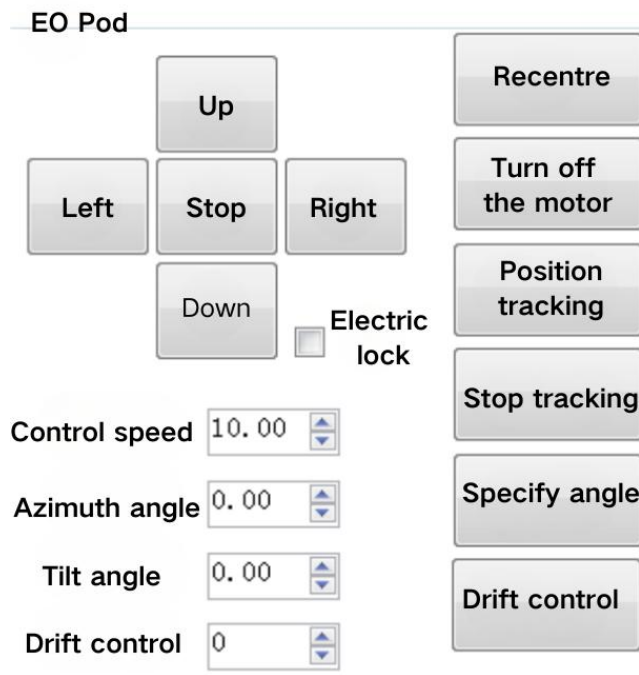 EO Pod
Up
Left
Stop
Right
Down
Electric
lock
Control speed
10.00
Azimuth angle
0.00
Tilt angle
0.00
Drift control
0
Recentre
Turn off
the motor
Position
tracking
Stop tracking
Specify angle
Drift control